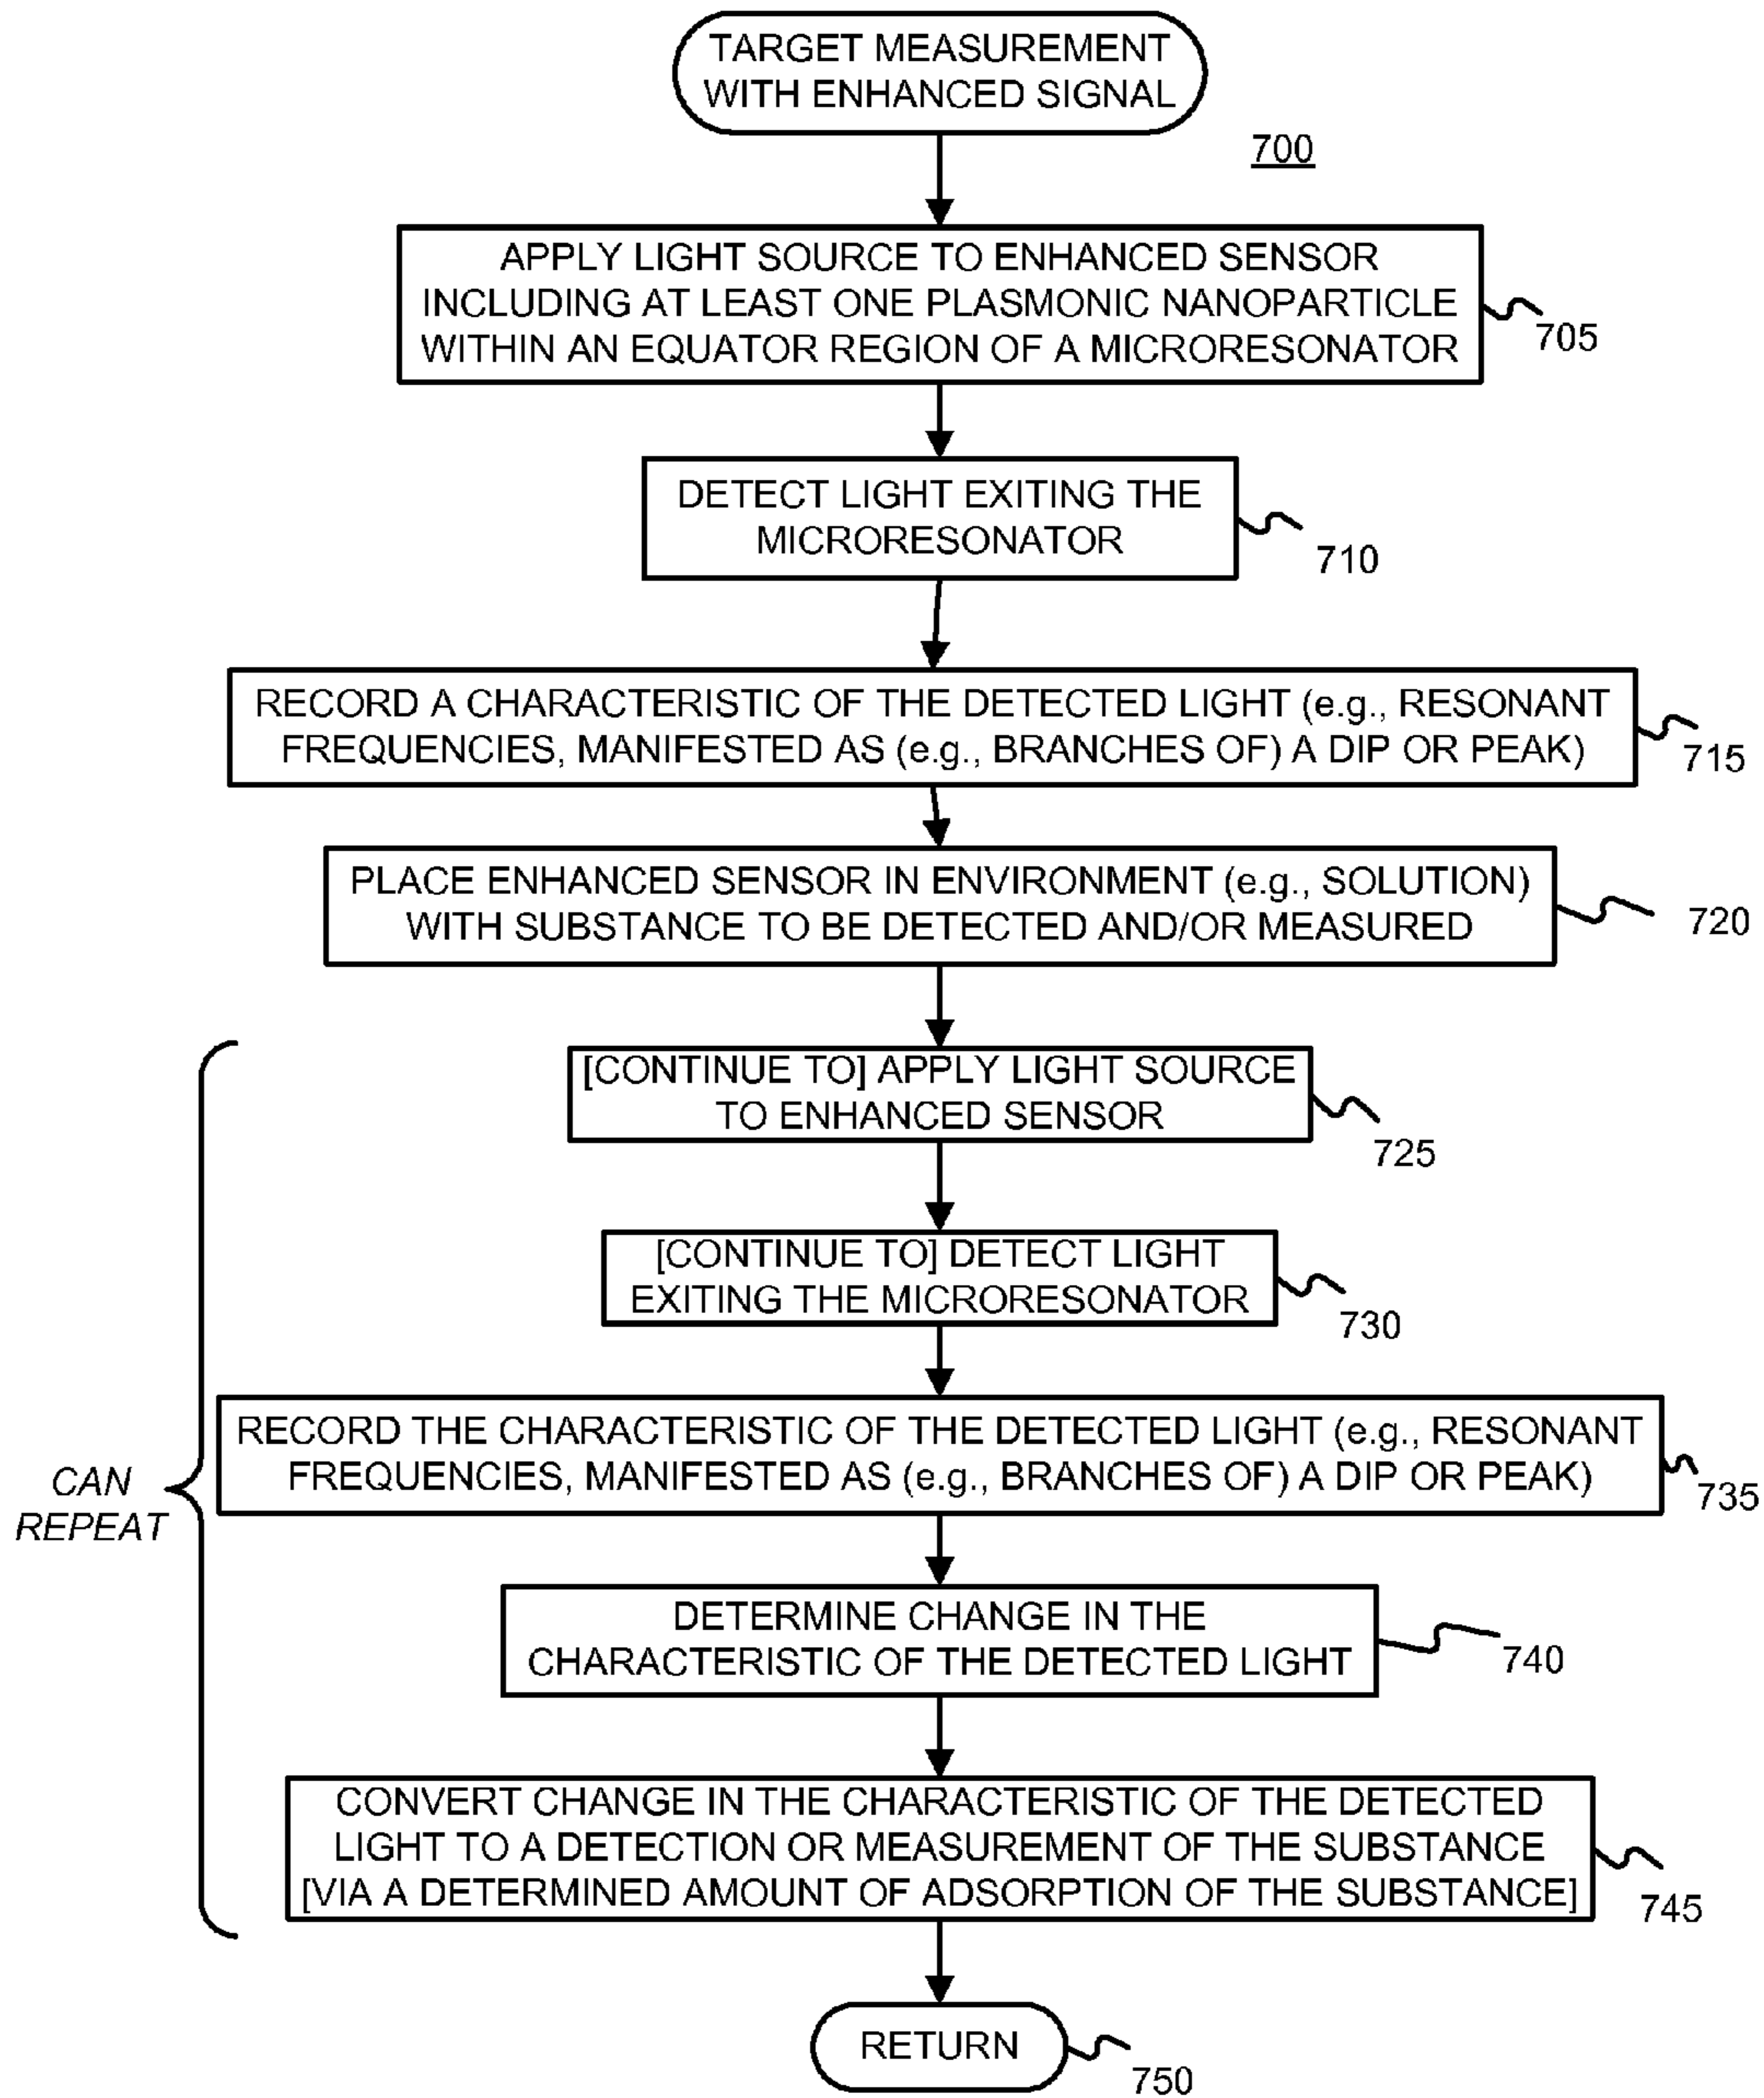 TARGET MEASUREMENT
WITH ENHANCED SIGNAL
700
APPLY LIGHT SOURCE TO ENHANCED SENSOR
INCLUDING AT LEAST ONE PLASMONIC NANOPARTICLE
WITHIN AN EQUATOR REGION OF A MICRORESONATOR
705
DETECT LIGHT EXITING THE
MICRORESONATOR
710
RECORD A CHARACTERISTIC OF THE DETECTED LIGHT (e.g., RESONANT
FREQUENCIES, MANIFESTED AS (e.g., BRANCHES OF) A DIP OR PEAK)
715
PLACE ENHANCED SENSOR IN ENVIRONMENT (e.g., SOLUTION)
WITH SUBSTANCE TO BE DETECTED AND/OR MEASURED
720
[CONTINUE TO] APPLY LIGHT SOURCE
TO ENHANCED SENSOR
725
[CONTINUE TO] DETECT LIGHT
EXITING THE MICRORESONATOR
730
RECORD THE CHARACTERISTIC OF THE DETECTED LIGHT (e.g., RESONANT
FREQUENCIES, MANIFESTED AS (e.g., BRANCHES OF) A DIP OR PEAK)
735
CAN
REPEAT
DETERMINE CHANGE IN THE
CHARACTERISTIC OF THE DETECTED LIGHT
740
CONVERT CHANGE IN THE CHARACTERISTIC OF THE DETECTED
LIGHT TO A DETECTION OR MEASUREMENT OF THE SUBSTANCE
[VIA A DETERMINED AMOUNT OF ADSORPTION OF THE SUBSTANCE]
745
RETURN
750